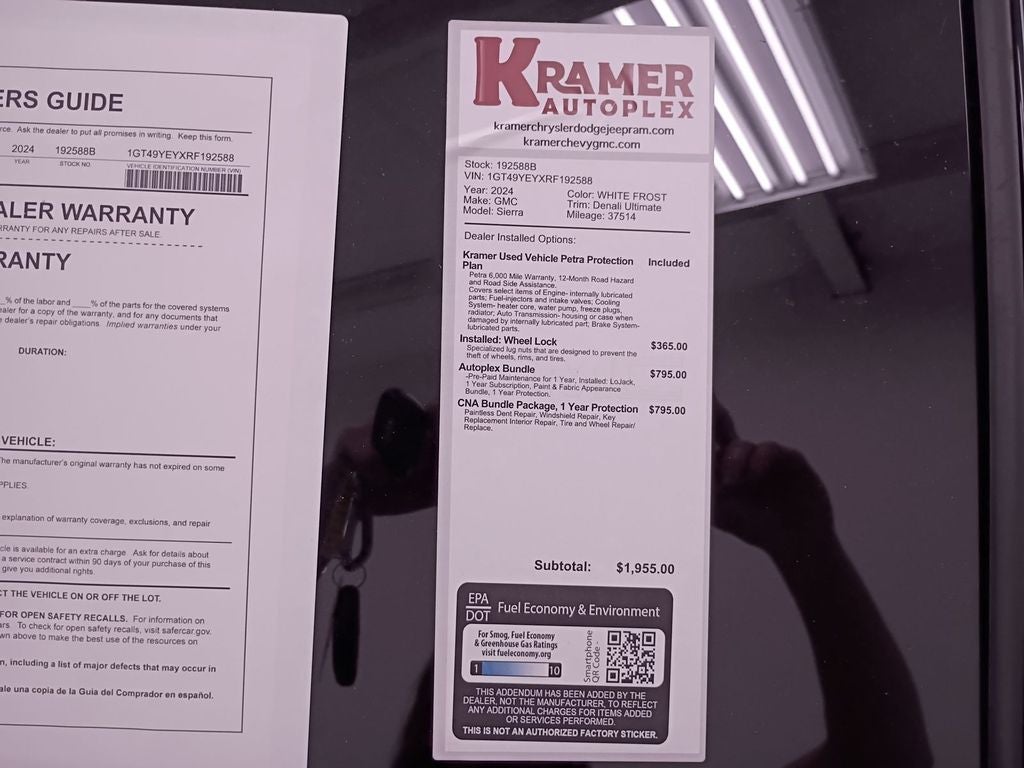 ERS GUIDE
rce. Ask the dealer to put all promises in writing. Keep this form.
2024 192588B 1GT49YEYXRF192588
YEAR STOCK NO VEHICLE IDENTIFICATION NUMBER (VIN)
ALER WARRANTY
RRANTY FOR ANY REPAIRS AFTER SALE.
RANTY
_% of the labor and ____% of the parts for the covered systems
ealer for a copy of the warranty, and for any documents that
e dealer's repair obligations. Implied warranties under your
DURATION:
VEHICLE:
he manufacturer's original warranty has not expired on some
PPLIES.
explanation of warranty coverage, exclusions, and repair
cle is available for an extra charge. Ask for details about
a service contract within 90 days of your purchase of this
give you additional rights.
CT THE VEHICLE ON OR OFF THE LOT.
FOR OPEN SAFETY RECALLS. For information on
ars. To check for open safety recalls, visit safercar.gov.
wn above to make the best use of the resources on
n, including a list of major defects that may occur in
ale una copia de la Guia del Comprador en español.
KRAMER
AUTOPLEX
kramerchryslerdodgejeepram.com
kramerchevygmc.com
Stock: 192588B
VIN: 1GT49YEYXRF192588
Year: 2024 Color: WHITE FROST
Make: GMC Trim: Denali Ultimate
Model: Sierra Mileage: 37514
Dealer Installed Options:
Kramer Used Vehicle Petra Protection Included
Plan
Petra 6,000 Mile Warranty, 12-Month Road Hazard
and Road Side Assistance.
Covers select items of Engine- internally lubricated
parts; Fuel-injectors and intake valves; Cooling
System- heater core, water pump, freeze plugs,
radiator; Auto Transmission- housing or case when
damaged by internally lubricated part; Brake System-
lubricated parts.
Installed: Wheel Lock $365.00
Specialized lug nuts that are designed to prevent the
theft of wheels, rims, and tires.
Autoplex Bundle $795.00
-Pre-Paid Maintenance for 1 Year, Installed: LoJack,
1 Year Subscription, Paint & Fabric Appearance
Bundle, 1 Year Protection.
CNA Bundle Package, 1 Year Protection $795.00
Paintless Dent Repair, Windshield Repair, Key
Replacement Interior Repair, Tire and Wheel Repair/
Replace.
Subtotal: $1,955.00
EPA
DOT Fuel Economy & Environment
For Smog, Fuel Economy
& Greenhouse Gas Ratings
visit fueleconomy.org
1 10
Smartphone
QR Code -
THIS ADDENDUM HAS BEEN ADDED BY THE
DEALER, NOT THE MANUFACTURER, TO REFLECT
ANY ADDITIONAL CHARGES FOR ITEMS ADDED
OR SERVICES PERFORMED.
THIS IS NOT AN AUTHORIZED FACTORY STICKER.